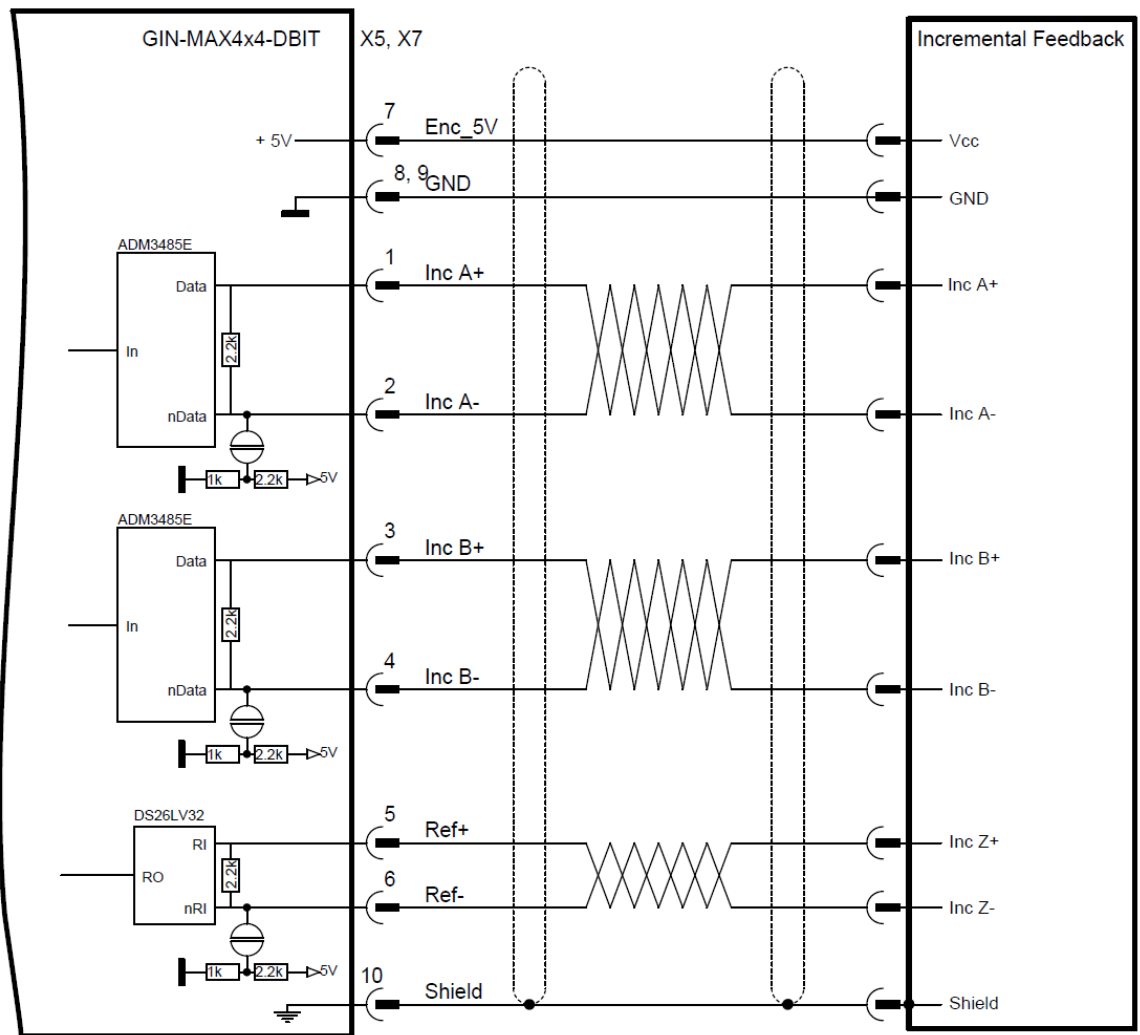 GIN-MAX4x4-DBIT X5, X7 Incremental Feedback
7
+ 5V Enc_5V Vcc
8, 9
GND GND
ADM3485E
1
Data Inc A+ Inc A+
In 2.2k
2
nData Inc A- Inc A-
1k 2.2k 5V
ADM3485E
3
Data Inc B+ Inc B+
In 2.2k
4
nData Inc B- Inc B-
1k 2.2k 5V
DS26LV32
5
RI Ref+ Inc Z+
RO 2.2k
6
nRI Ref- Inc Z-
1k 2.2k 5V
10
Shield Shield